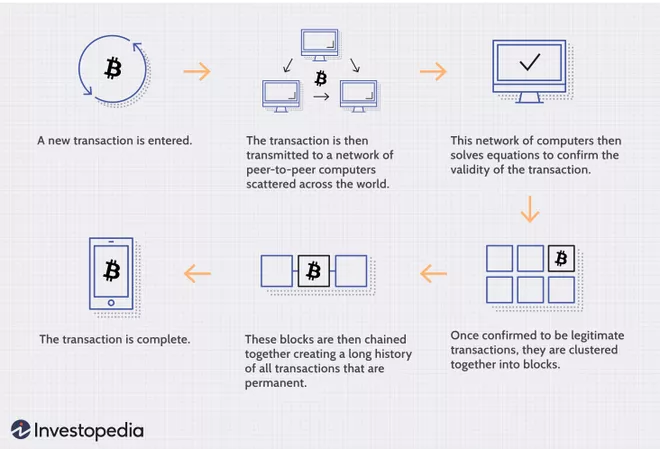 A new transaction is entered.
The transaction is then
transmitted to a network of
peer-to-peer computers
scattered across the world.
This network of computers then
solves equations to confirm the
validity of the transaction.
The transaction is complete.
These blocks are then chained
together creating a long history
of all transactions that are
permanent.
Once confirmed to be legitimate
transactions, they are clustered
together into blocks.
Investopedia